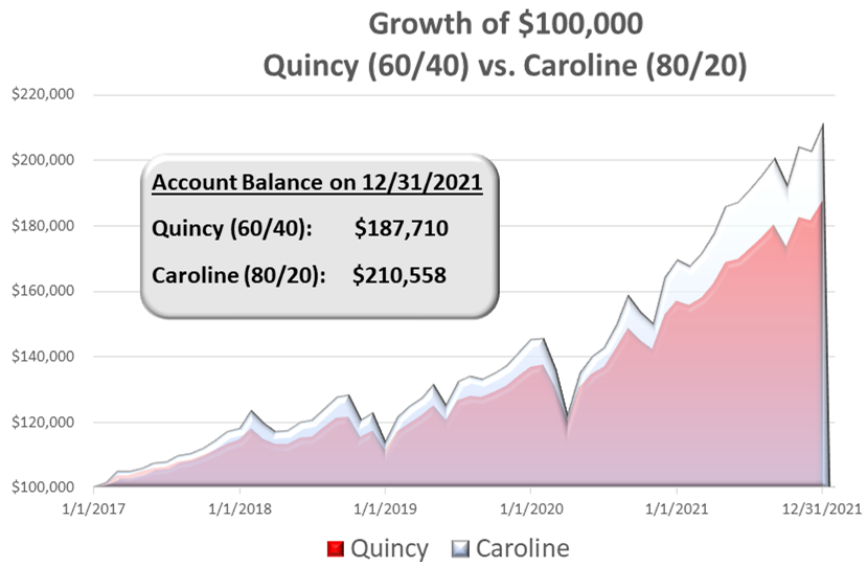 Growth of $100,000
Quincy (60/40) vs. Caroline (80/20)
$220,000
$200,000
$180,000
$160,000
$140,000
$120,000
$100,000
Account Balance on 12/31/2021
Quincy (60/40): $187,710
Caroline (80/20): $210,558
1/1/2017 1/1/2018 1/1/2019 1/1/2020 1/1/2021 12/31/2021
Quincy Caroline